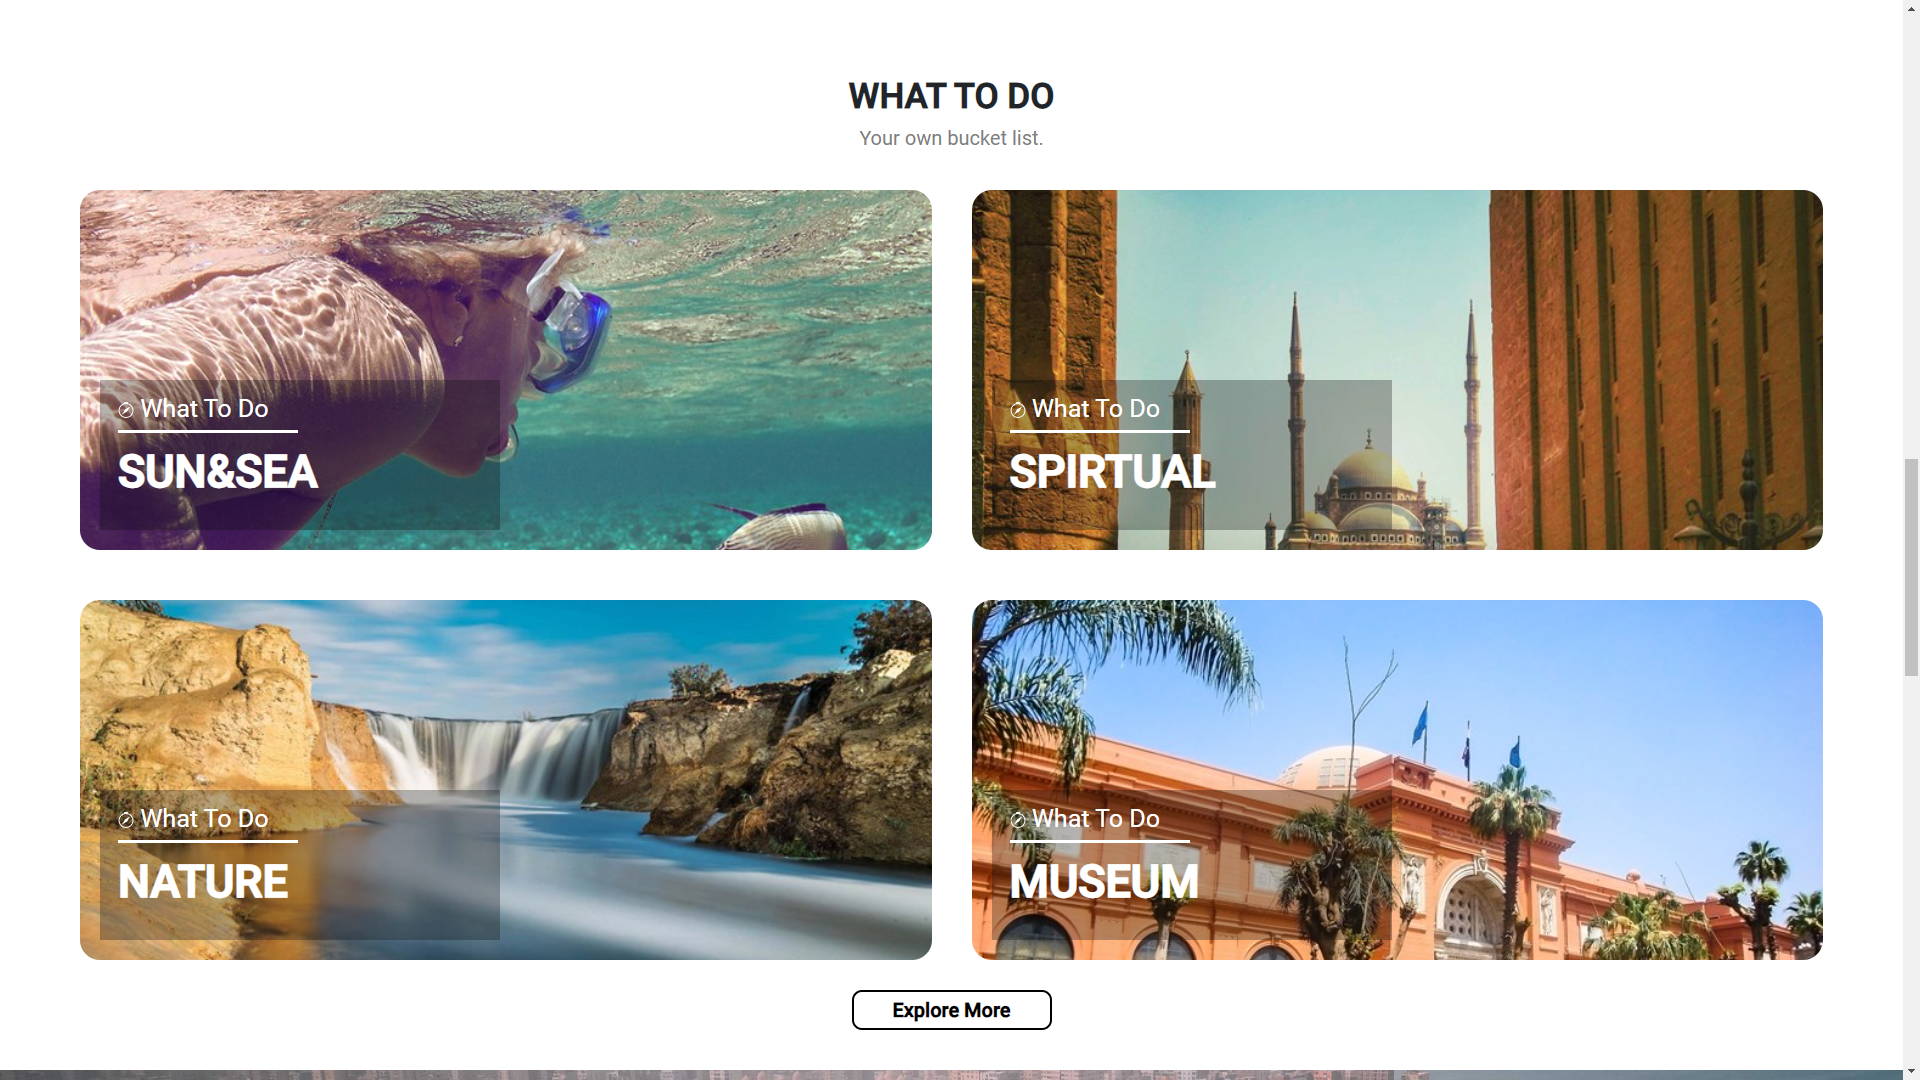 WHAT TO DO
Your own bucket list.
What To Do
SUN&SEA
What To Do
SPIRTUAL
What To Do
NATURE
What To Do
MUSEUM
Explore More